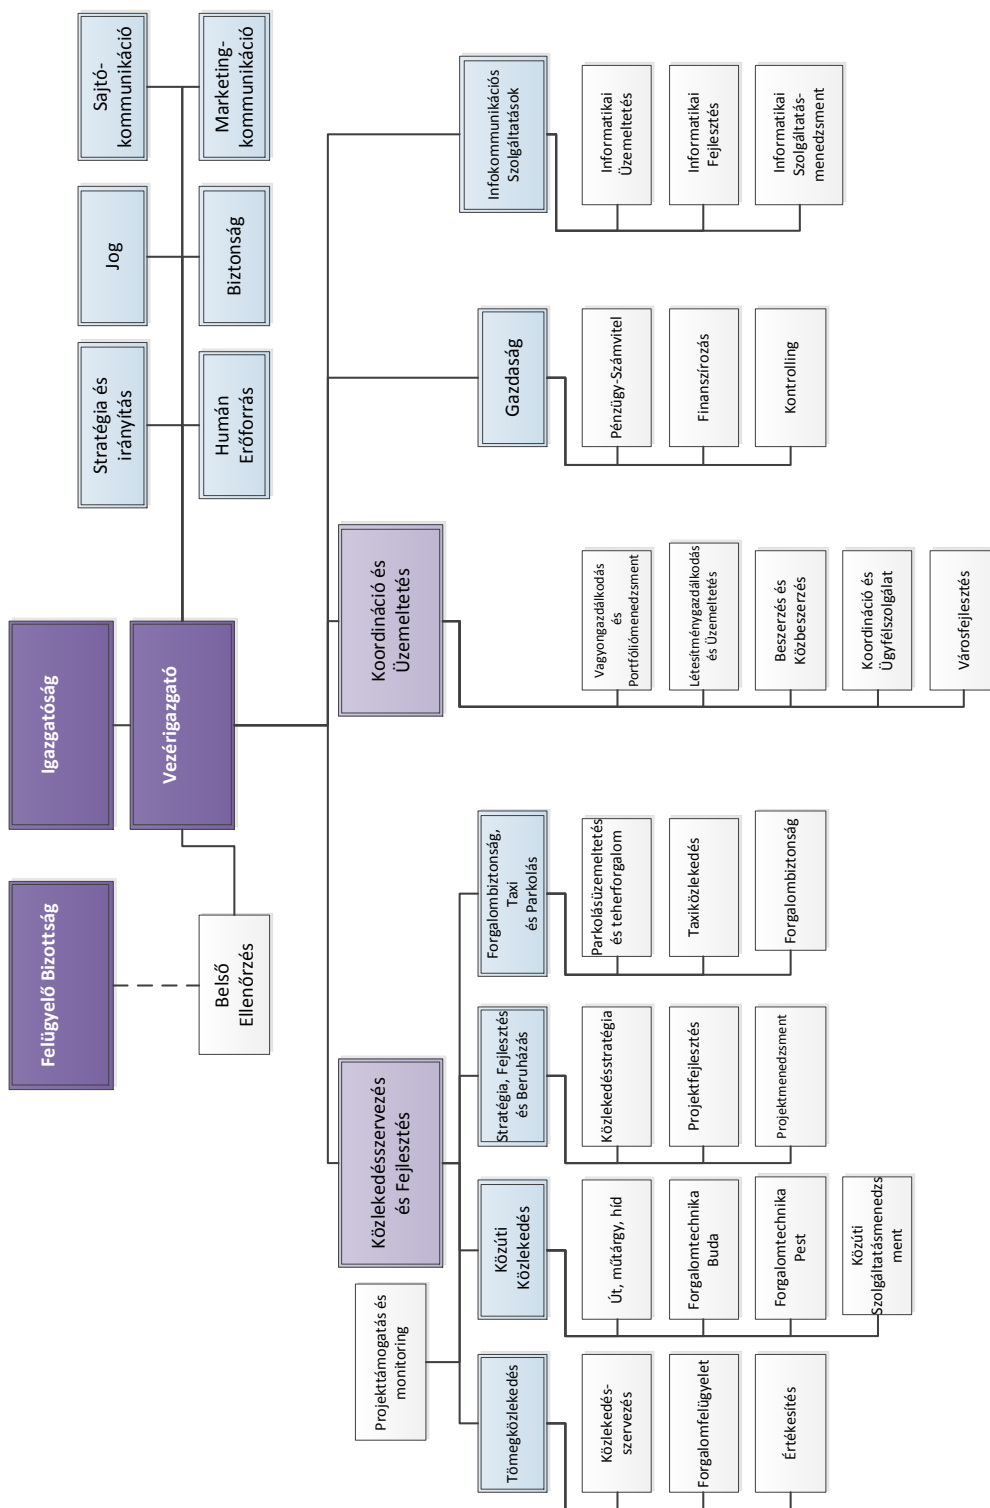 Felügyelő Bizottság
Igazgatóság
Belső
Ellenőrzés
Vezérigazgató
Stratégia és
irányítás
Jog
Sajtó-
kommunikáció
Humán
Erőforrás
Biztonság
Marketing-
kommunikáció
Projekttámogatás és
monitoring
Közlekedésszervezés
és Fejlesztés
Koordináció és
Üzemeltetés
Gazdaság
Infokommunikációs
Szolgáltatások
Tömegközlekedés
Közlekedés-
szervezés
Forgalomfelügyelet
Értékesítés
Közúti
Közlekedés
Út, műtárgy, híd
Forgalomtechnika
Buda
Forgalomtechnika
Pest
Közúti
Szolgáltatásmenedzs
ment
Stratégia, Fejlesztés
és Beruházás
Közlekedésstratégia
Projektfejlesztés
Projektmenedzsment
Forgalombiztonság,
Taxi
és Parkolás
Parkolásüzemeltetés
és teherforgalom
Taxiközlekedés
Forgalombiztonság
Vagyongazdálkodás
és
Portfóliómenedzsment
Létesítménygazdálkodás
és Üzemeltetés
Beszerzés és
Közbeszerzés
Koordináció és
Ügyfélszolgálat
Városfejlesztés
Pénzügy-Számvitel
Finanszírozás
Kontrolling
Informatikai
Üzemeltetés
Informatikai
Fejlesztés
Informatikai
Szolgáltatás-
menedzsment